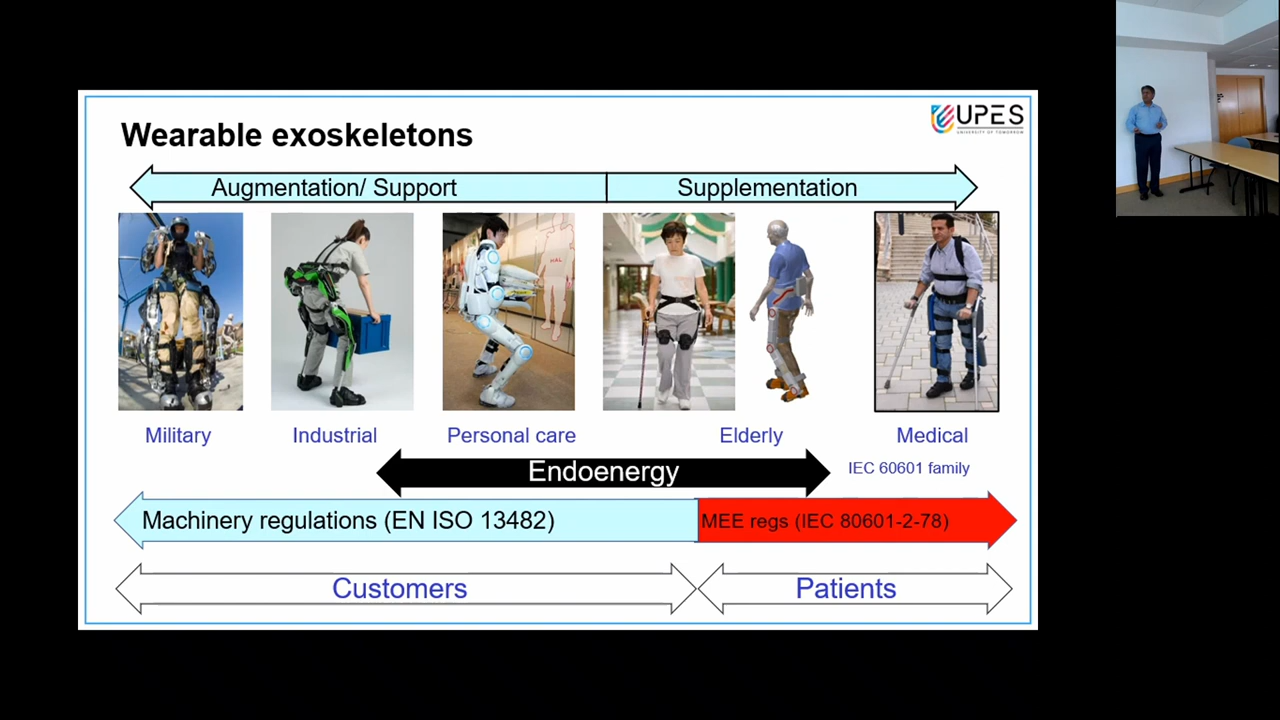 Wearable exoskeletons
UPES
UNIVERSITY OF TOMORROW
Augmentation/ Support
Supplementation
HAL
Military
Industrial
Personal care
Elderly
Medical
Endoenergy
IEC 60601 family
Machinery regulations (EN ISO 13482)
MEE regs (IEC 80601-2-78)
Customers
Patients